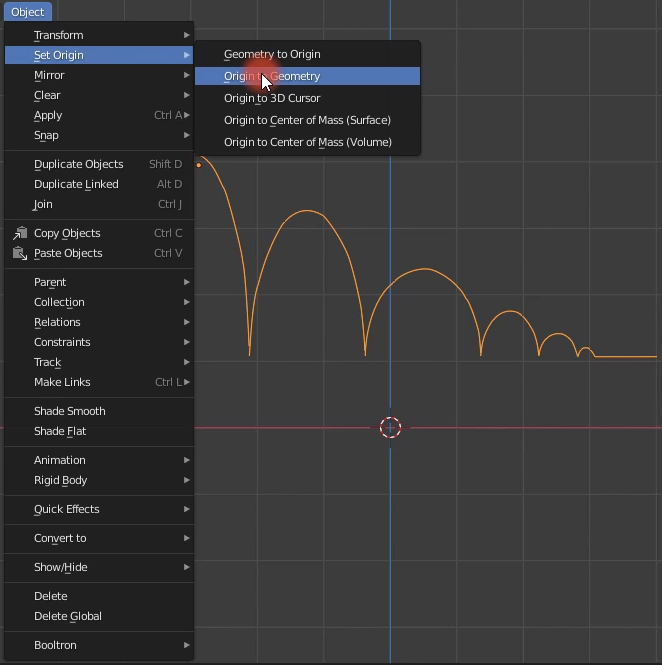 Object
Transform
Set Origin
Mirror
Clear
Apply Ctrl A
Snap
Duplicate Objects Shift D
Duplicate Linked Alt D
Join Ctrl J
Copy Objects Ctrl C
Paste Objects Ctrl V
Parent
Collection
Relations
Constraints
Track
Make Links Ctrl L
Shade Smooth
Shade Flat
Animation
Rigid Body
Quick Effects
Convert to
Show/Hide
Delete
Delete Global
Booltron
Geometry to Origin
Origin to Geometry
Origin to 3D Cursor
Origin to Center of Mass (Surface)
Origin to Center of Mass (Volume)